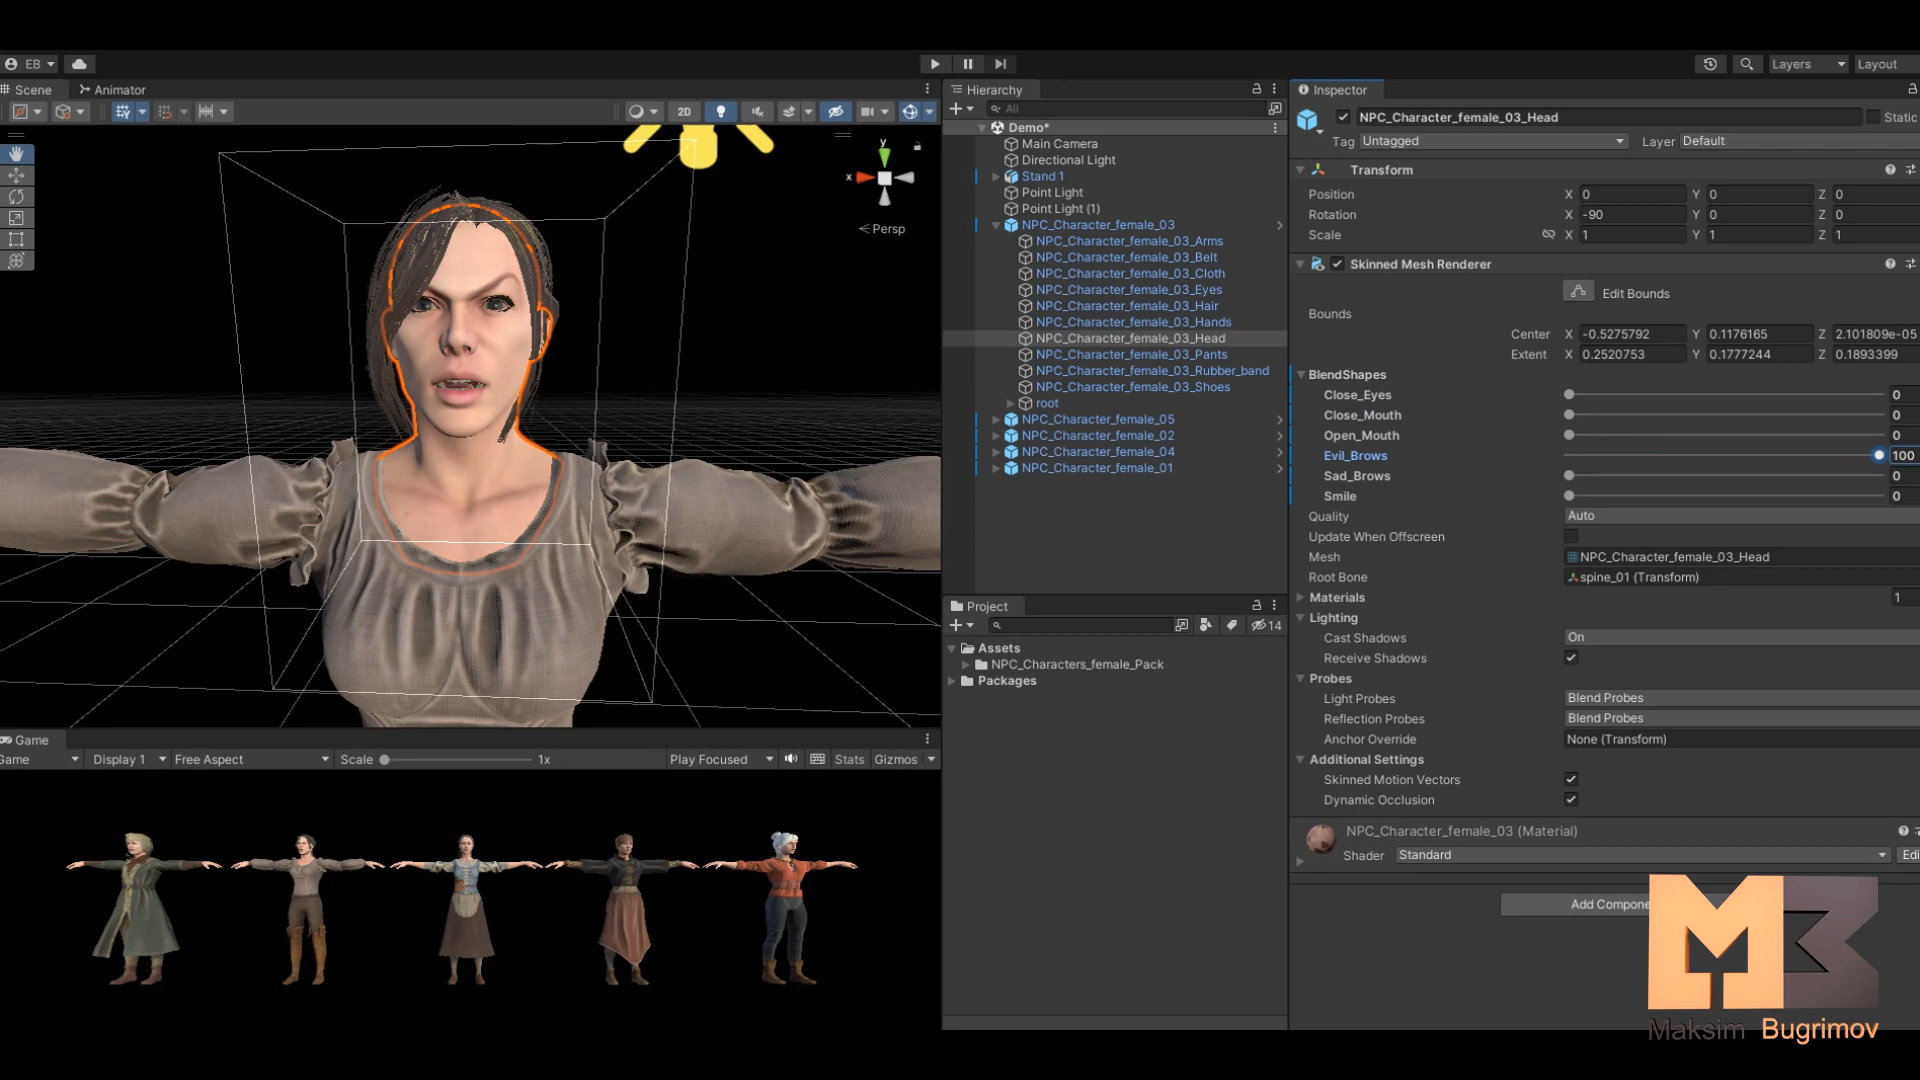 EB
Layers
Layout
Scene
Animator
2D
y
x
< Persp
Hierarchy
All
Demo*
Main Camera
Directional Light
Stand 1
Point Light
Point Light (1)
NPC_Character_female_03
NPC_Character_female_03_Arms
NPC_Character_female_03_Belt
NPC_Character_female_03_Cloth
NPC_Character_female_03_Eyes
NPC_Character_female_03_Hair
NPC_Character_female_03_Hands
NPC_Character_female_03_Head
NPC_Character_female_03_Pants
NPC_Character_female_03_Rubber_band
NPC_Character_female_03_Shoes
root
NPC_Character_female_05
NPC_Character_female_02
NPC_Character_female_04
NPC_Character_female_01
Project
14
Assets
NPC_Characters_female_Pack
Packages
Inspector
NPC_Character_female_03_Head
Static
Tag Untagged Layer Default
Transform
Position X 0 Y 0 Z 0
Rotation X -90 Y 0 Z 0
Scale X 1 Y 1 Z 1
Skinned Mesh Renderer
Edit Bounds
Bounds
Center X -0.5275792 Y 0.1176165 Z 2.101809e-05
Extent X 0.2520753 Y 0.1777244 Z 0.1893399
BlendShapes
Close_Eyes 0
Close_Mouth 0
Open_Mouth 0
Evil_Brows 100
Sad_Brows 0
Smile 0
Quality Auto
Update When Offscreen
Mesh NPC_Character_female_03_Head
Root Bone spine_01 (Transform)
Materials 1
Lighting
Cast Shadows On
Receive Shadows
Probes
Light Probes Blend Probes
Reflection Probes Blend Probes
Anchor Override None (Transform)
Additional Settings
Skinned Motion Vectors
Dynamic Occlusion
NPC_Character_female_03 (Material)
Shader Standard Edi
Add Compone
Game
Game Display 1 Free Aspect Scale 1x Play Focused Stats Gizmos
Maksim Bugrimov